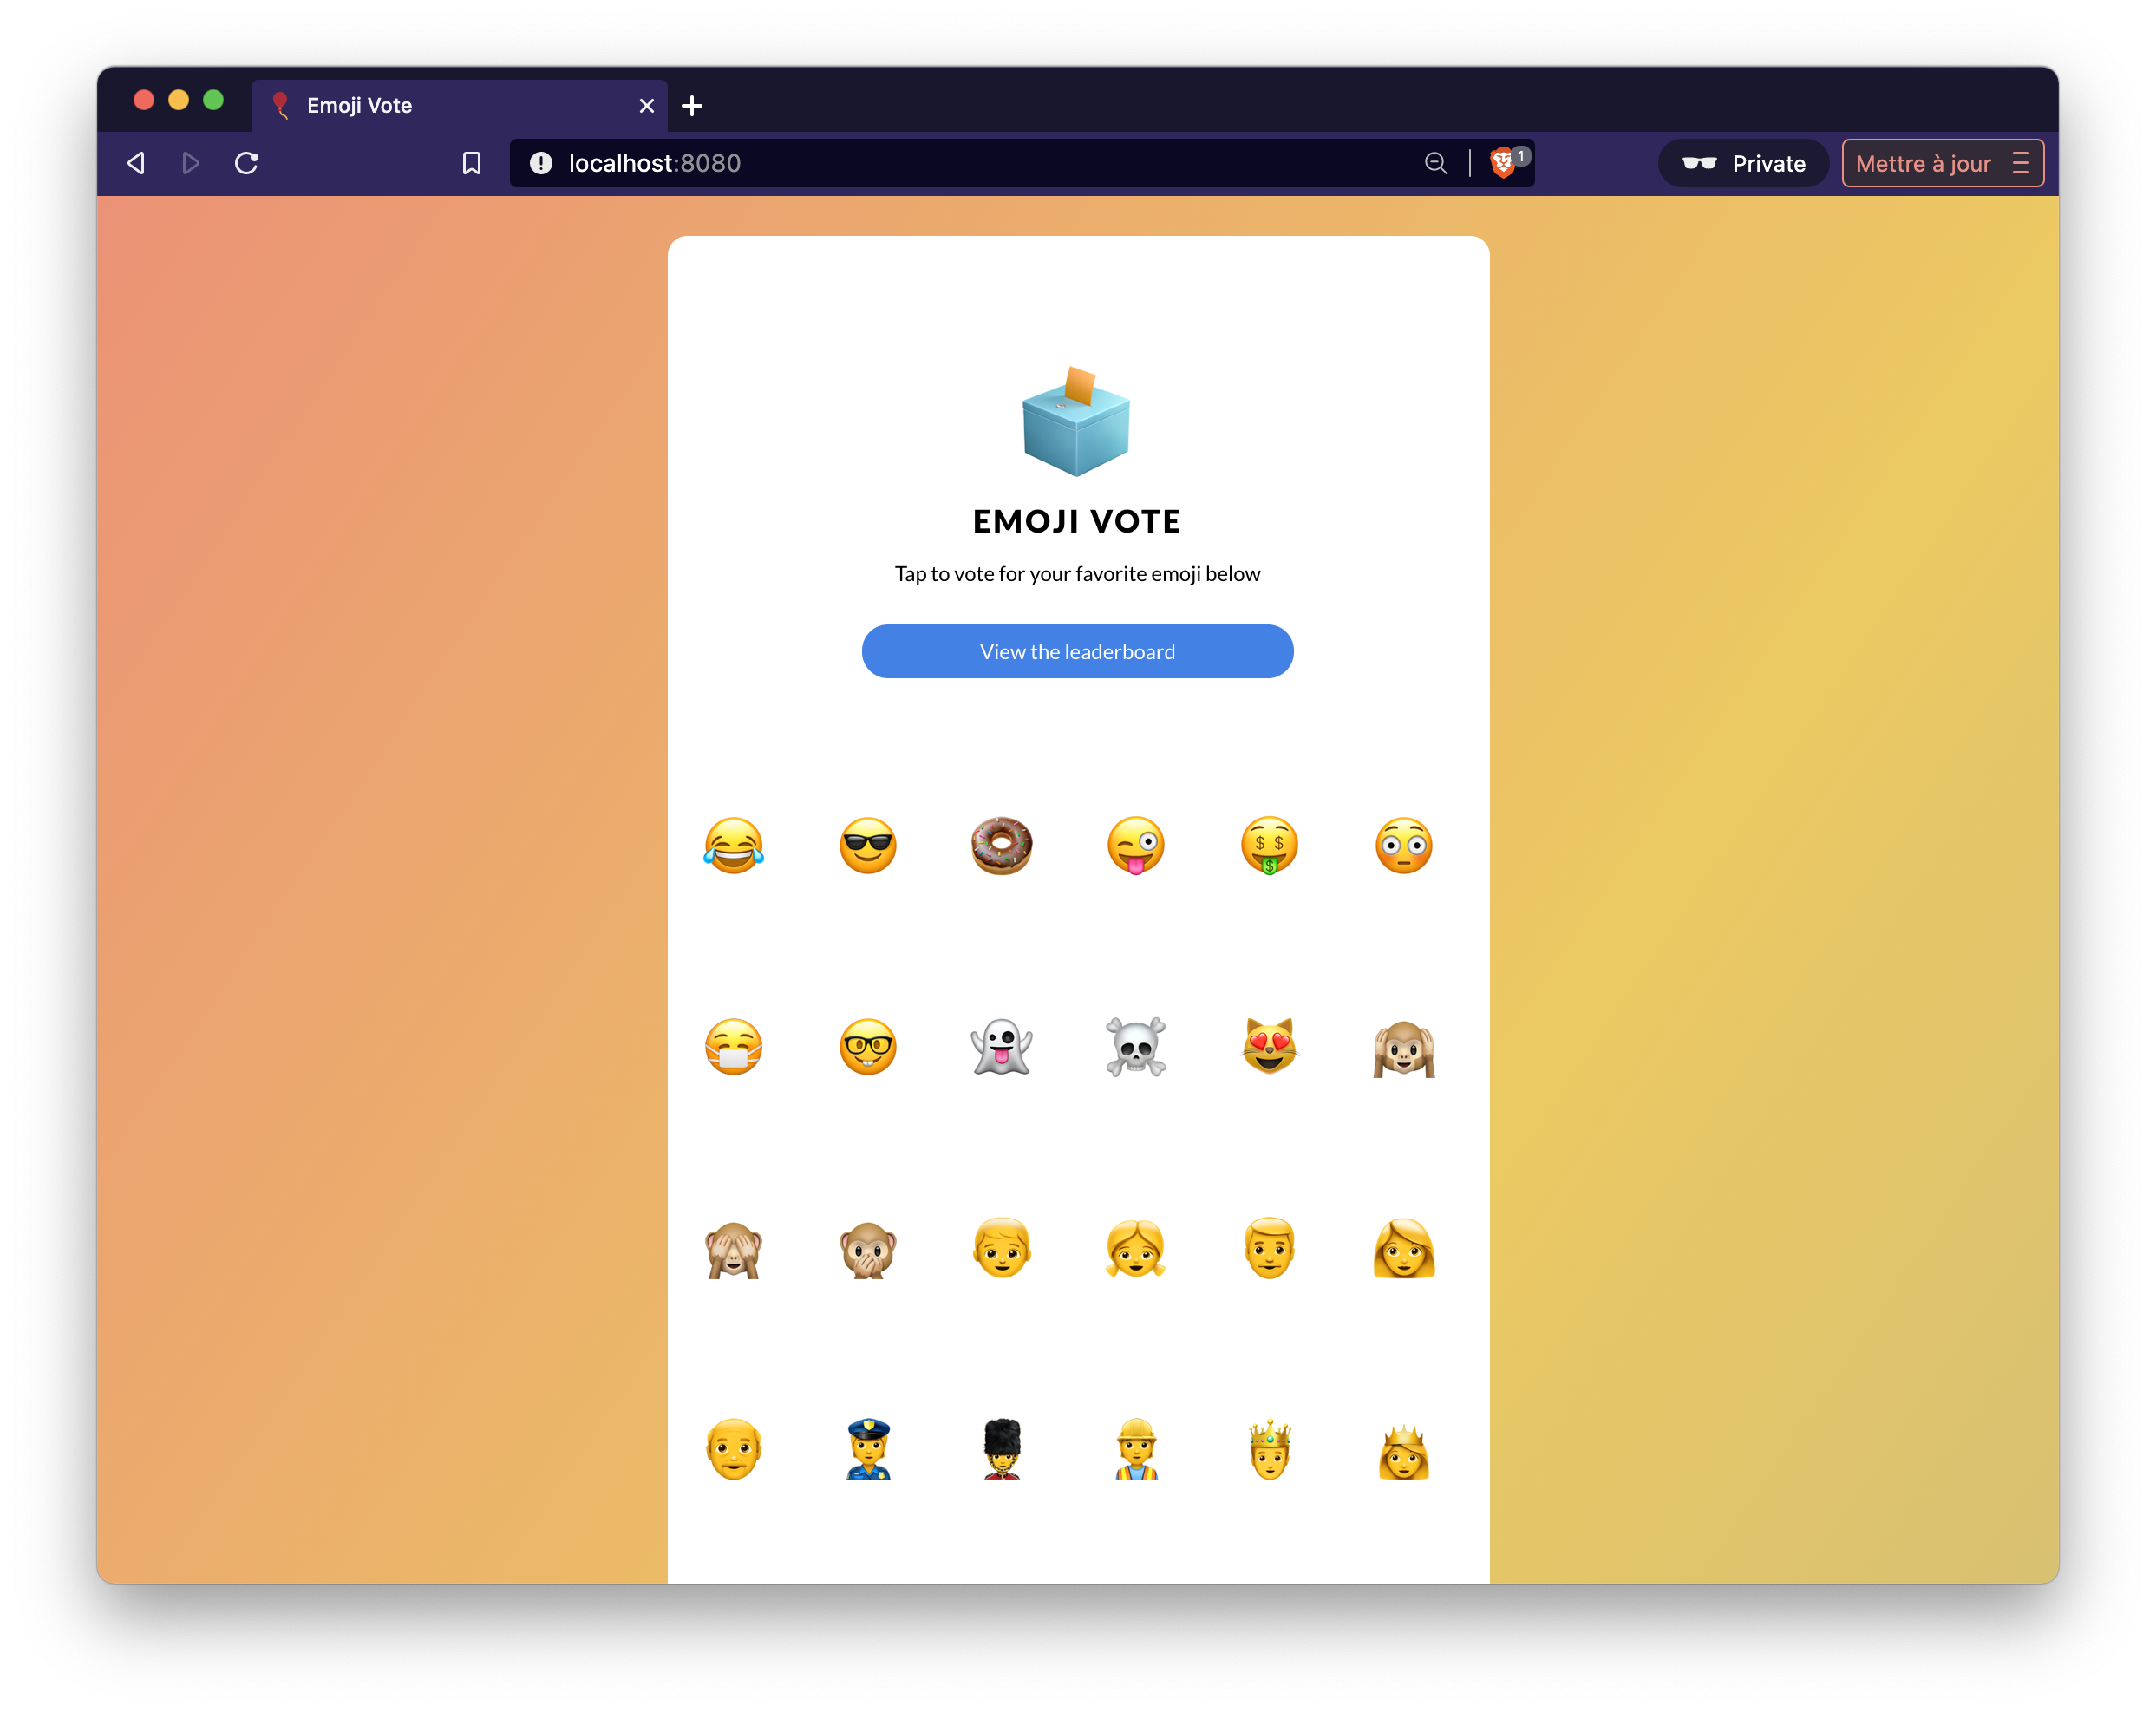 Emoji Vote
localhost:8080
1
Private
Mettre à jour
EMOJI VOTE
Tap to vote for your favorite emoji below
View the leaderboard